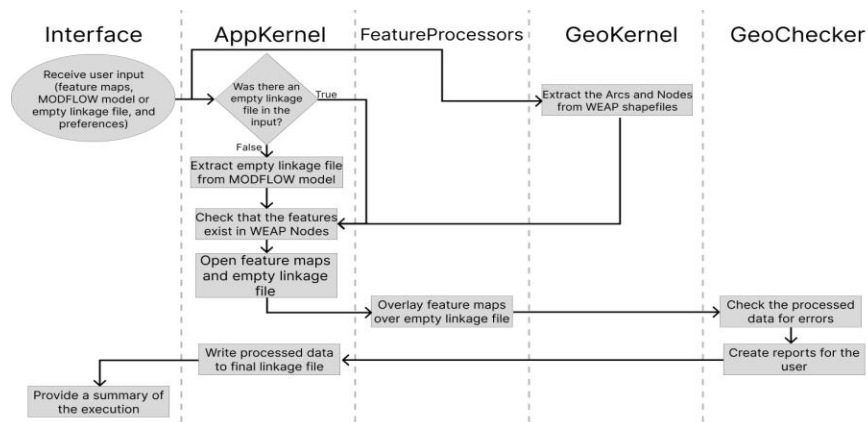 Interface
AppKernel
FeatureProcessors
GeoKernel
GeoChecker
Receive user input
(feature maps,
MODFLOW model or
empty linkage file, and
preferences)
Was there an
empty linkage
file in the
input?
True
False
Extract the Arcs and Nodes
from WEAP shapefiles
Extract empty linkage file
from MODFLOW model
Check that the features
exist in WEAP Nodes
Open feature maps
and empty linkage
file
Overlay feature maps
over empty linkage file
Check the processed
data for errors
Write processed data
to final linkage file
Create reports for the
user
Provide a summary of
the execution